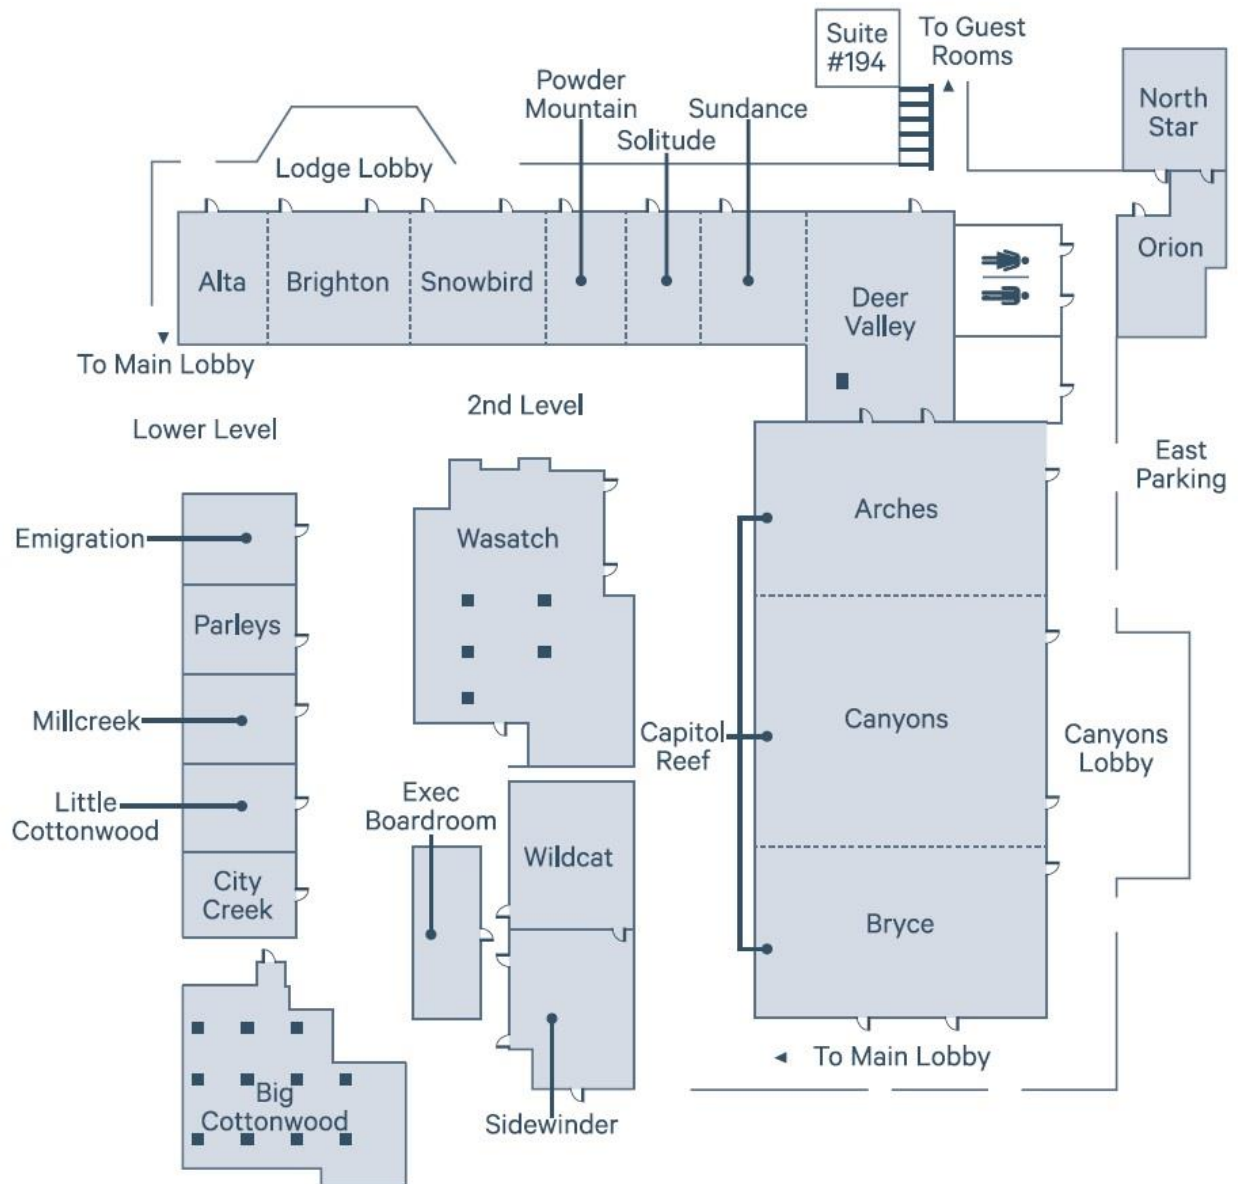 Suite
#194
To Guest
Rooms
North
Star
Powder
Mountain
Sundance
Solitude
Lodge Lobby
Orion
Alta
Brighton
Snowbird
Deer
Valley
To Main Lobby
2nd Level
Lower Level
East
Parking
Arches
Emigration
Wasatch
Parleys
Millcreek
Capitol
Reef
Canyons
Canyons
Lobby
Little
Cottonwood
Exec
Boardroom
Wildcat
City
Creek
Bryce
To Main Lobby
Big
Cottonwood
Sidewinder